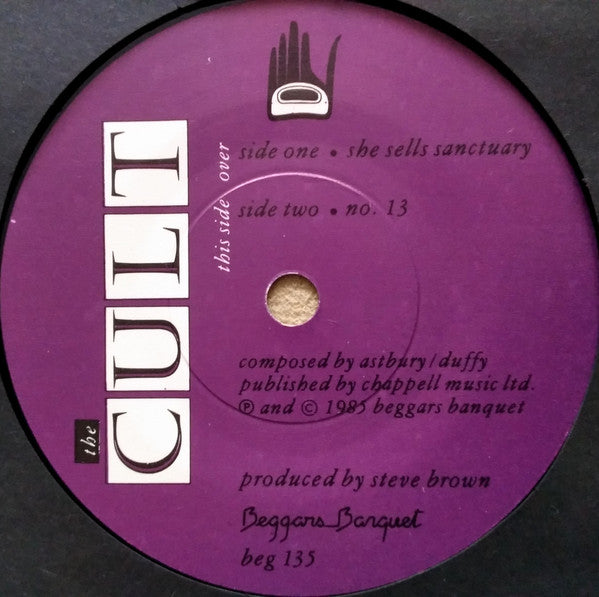 the
CULT
this side over
side one • she sells sanctuary
side two • no. 13
composed by astbury/duffy
published by chappell music ltd.
℗ and © 1985 beggars banquet
produced by steve brown
Beggars Banquet
beg 135